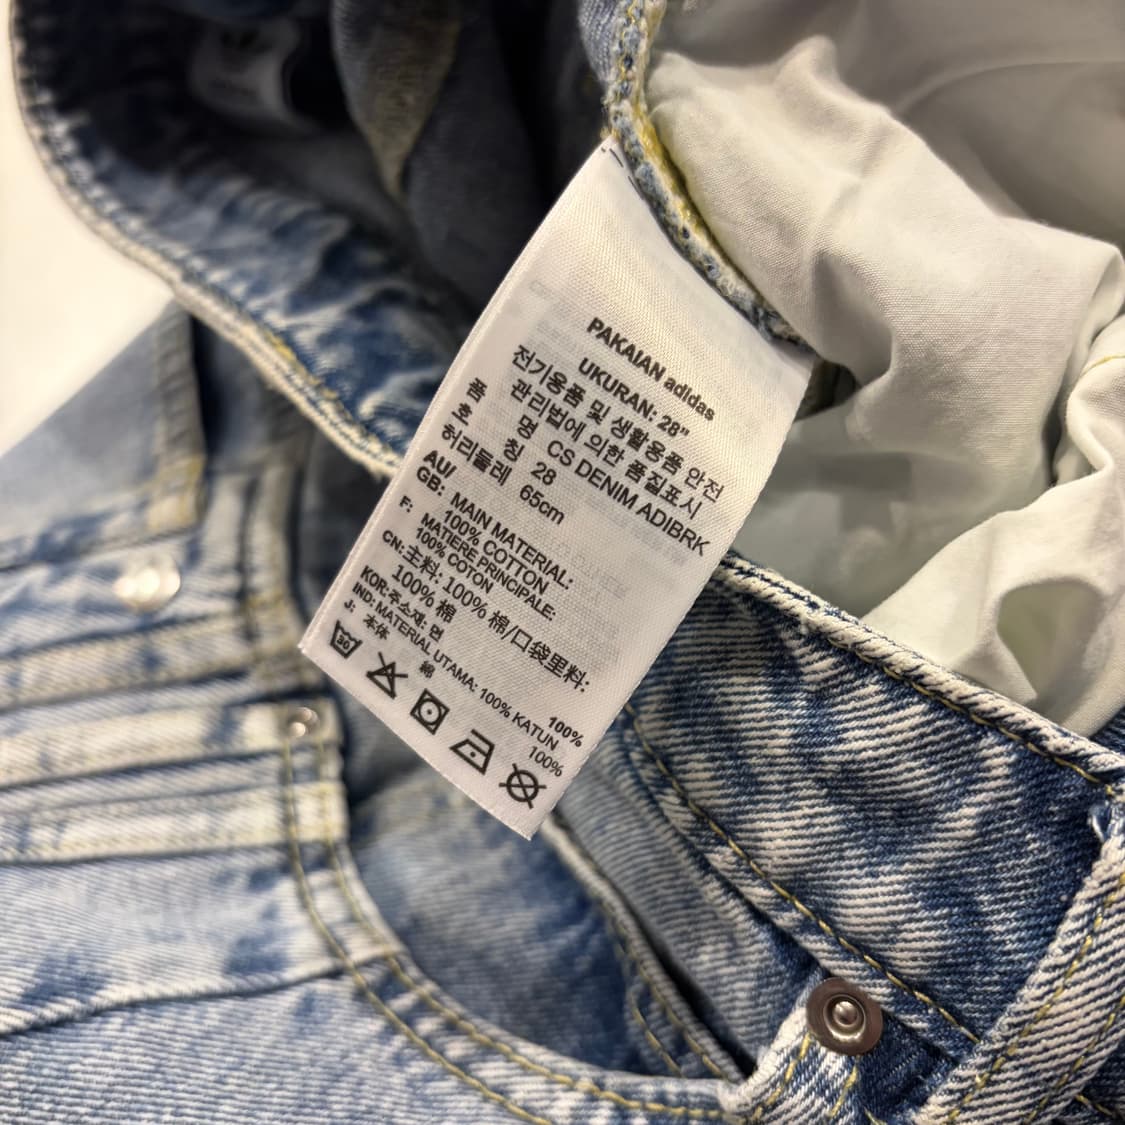 PAKAIAN adidas
UKURAN: 28"
전기용품 및 생활용품 안전
관리법에 의한 품질표시
품 명 CS DENIM ADIBRK
호 칭 28
허리둘레 65cm
AU/
GB: MAIN MATERIAL:
100% COTTON
F: MATIERE PRINCIPALE:
100% COTON
CN: 主料: 100% 棉/口袋里料:
100% 棉
KOR: 주소재: 면 100%
IND: MATERIAL UTAMA: 100% KATUN
J: 本体 綿 100%
30